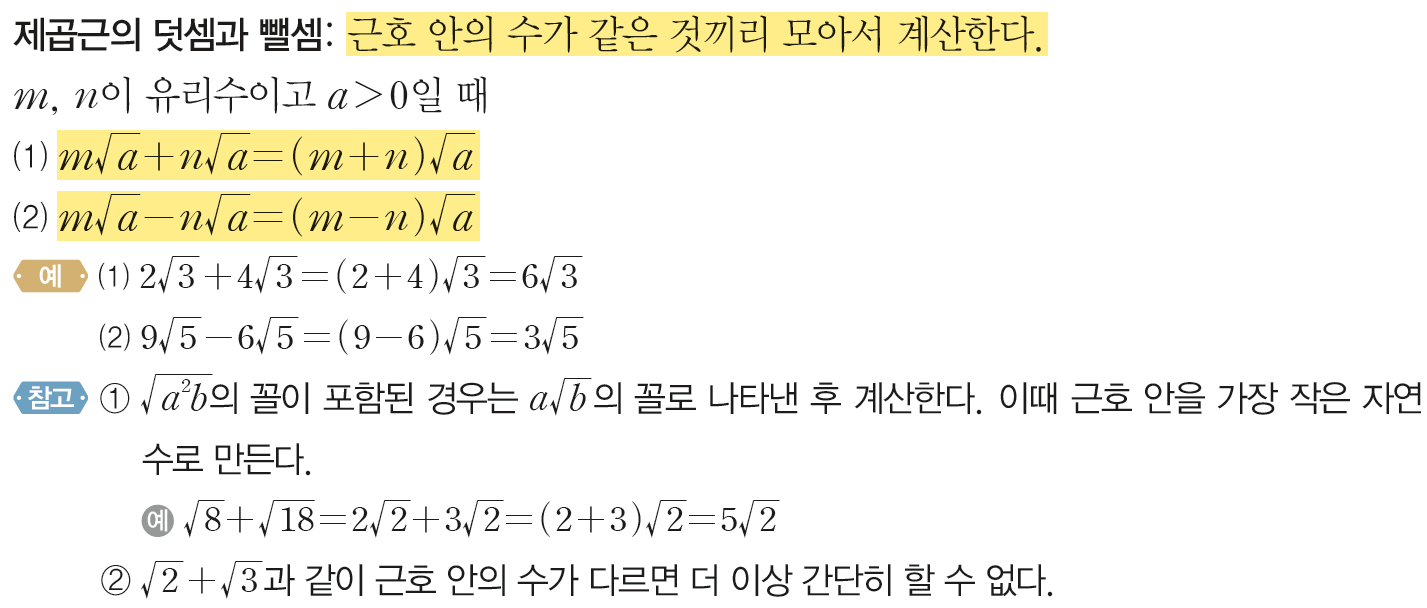 제곱근의 덧셈과 뺄셈: 근호 안의 수가 같은 것끼리 모아서 계산한다.
m, n이 유리수이고 a>0일 때
(1) m√a+n√a=(m+n)√a
(2) m√a−n√a=(m−n)√a
예 (1) 2√3+4√3=(2+4)√3=6√3
(2) 9√5−6√5=(9−6)√5=3√5
참고 ① √(a²b)의 꼴이 포함된 경우는 a√b의 꼴로 나타낸 후 계산한다. 이때 근호 안을 가장 작은 자연
수로 만든다.
예 √8+√18=2√2+3√2=(2+3)√2=5√2
② √2+√3과 같이 근호 안의 수가 다르면 더 이상 간단히 할 수 없다.